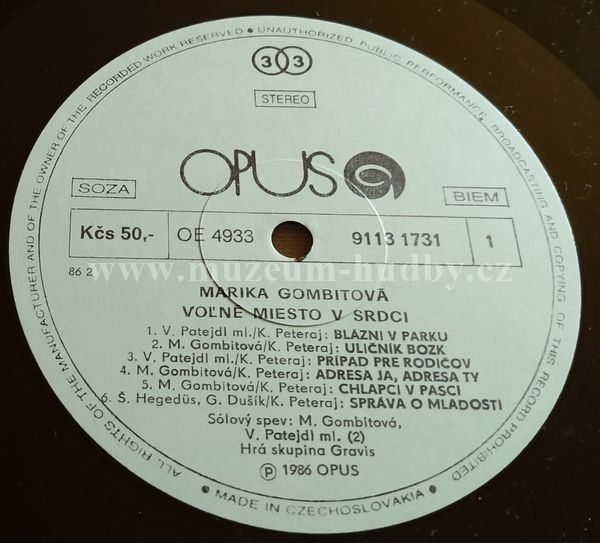 ALL RIGHTS OF THE MANUFACTURER AND OF THE OWNER OF THE RECORDED WORK RESERVED • UNAUTHORIZED PUBLIC PERFORMANCE, BROADCASTING AND COPYING OF THIS RECORD PROHIBITED
33
STEREO
OPUS
SOZA
BIEM
Kčs 50,- OE 4933 9113 1731 1
86 2
www.muzeum-hudby.cz
MARIKA GOMBITOVÁ
VOĽNÉ MIESTO V SRDCI
1. V. Patejdl ml./K. Peteraj: BLÁZNI V PARKU
2. M. Gombitová/K. Peteraj: ULIČNÍK BOZK
3. V. Patejdl ml./K. Peteraj: PRÍPAD PRE RODIČOV
4. M. Gombitová/K. Peteraj: ADRESA JA, ADRESA TY
5. M. Gombitová/K. Peteraj: CHLAPCI V PASCI
6. Š. Hegedüs, G. Dušík/K. Peteraj: SPRÁVA O MLADOSTI
Sólový spev: M. Gombitová,
V. Patejdl ml. (2)
Hrá skupina Gravis
Ⓟ 1986 OPUS
• MADE IN CZECHOSLOVAKIA •